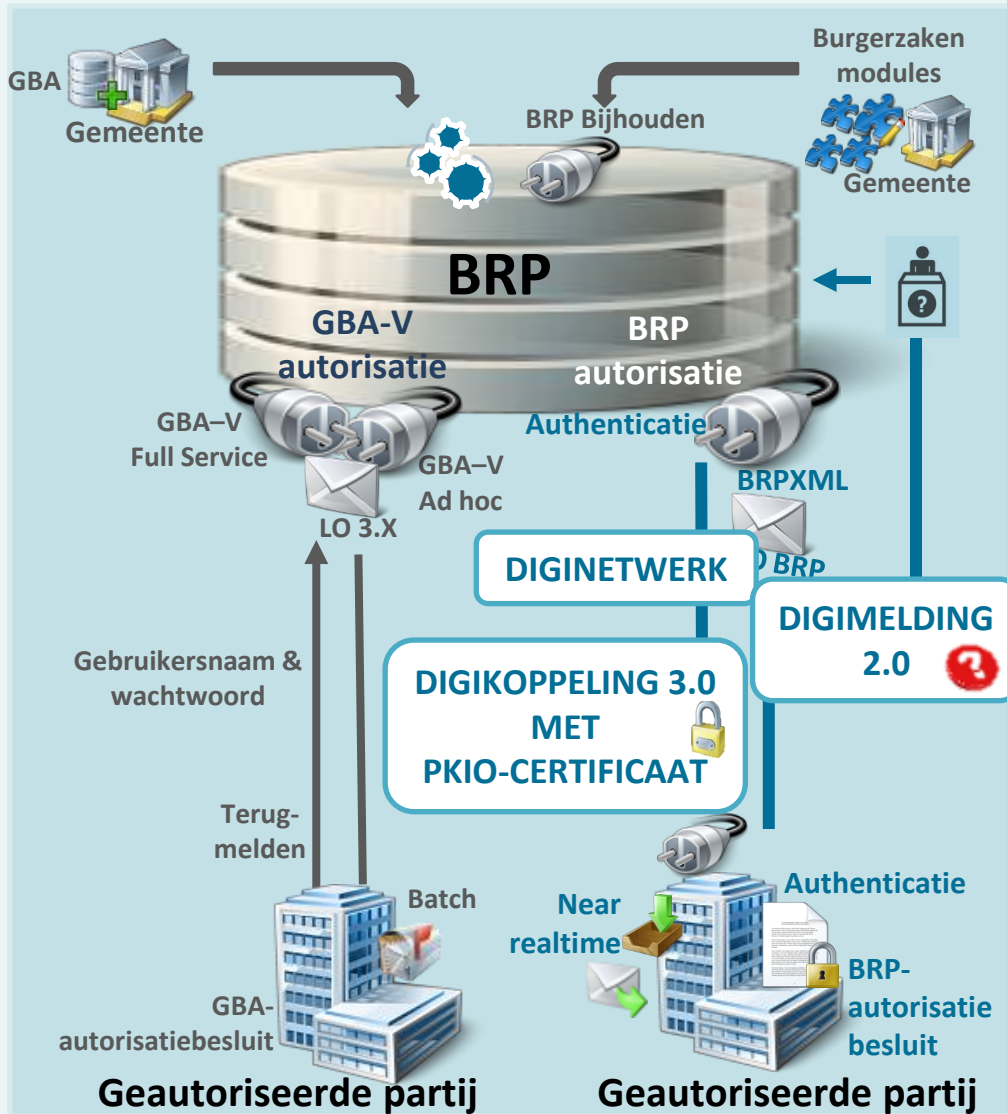 GBA
Gemeente
Burgerzaken
modules
Gemeente
BRP Bijhouden
BRP
GBA-V
autorisatie
BRP
autorisatie
GBA–V
Full Service
GBA–V
Ad hoc
LO 3.X
Authenticatie
BRPXML
BRP
DIGINETWERK
DIGIMELDING
2.0
?
?
Gebruikersnaam &
wachtwoord
DIGIKOPPELING 3.0
MET
PKIO-CERTIFICAAT
Terug-
melden
Batch
GBA-
autorisatiebesluit
Geautoriseerde partij
Near
realtime
Authenticatie
BRP-
autorisatie
besluit
Geautoriseerde partij